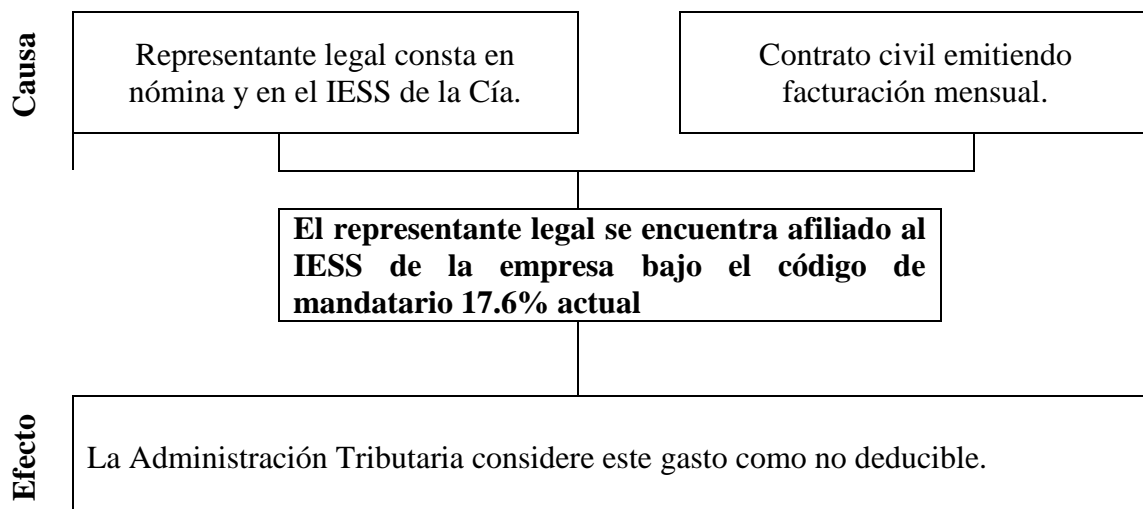 Causa
Representante legal consta en
nómina y en el IESS de la Cía.
Contrato civil emitiendo
facturación mensual.
El representante legal se encuentra afiliado al
IESS de la empresa bajo el código de
mandatario 17.6% actual
Efecto
La Administración Tributaria considere este gasto como no deducible.